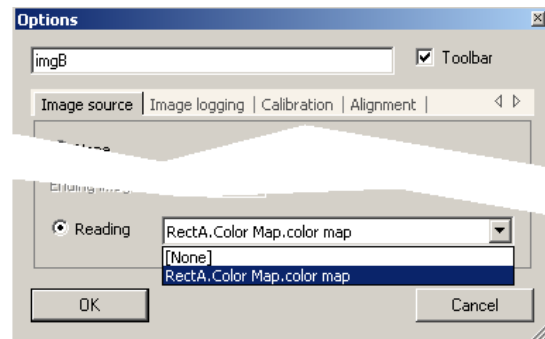 Options
imgB
Toolbar
Image source | Image logging | Calibration | Alignment |
Reading
RectA.Color Map.color map
[None]
RectA.Color Map.color map
OK
Cancel